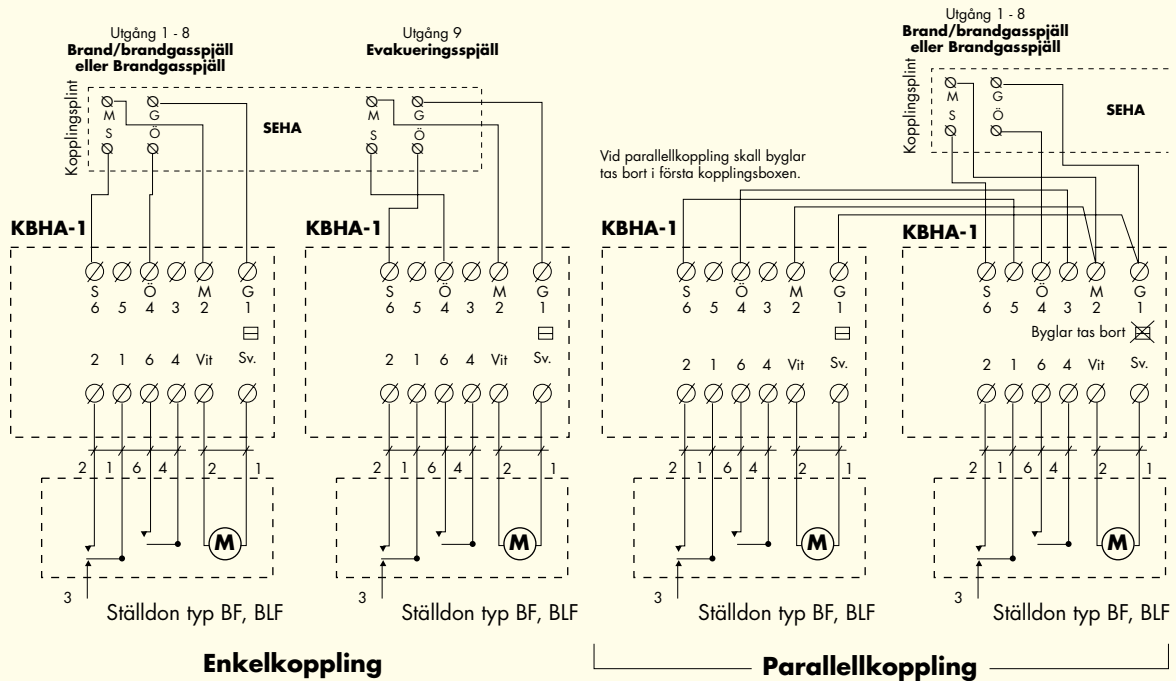 Utgång 1 - 8
Brand/brandgasspjäll
eller Brandgasspjäll
Utgång 9
Evakueringsspjäll
Kopplingsplint
M G
S Ö
SEHA
M G
S Ö
KBHA-1
S Ö M G
6 5 4 3 2 1
2 1 6 4 Vit Sv.
2 1 6 4 2 1
M
3
Ställdon typ BF, BLF
KBHA-1
S Ö M G
6 5 4 3 2 1
2 1 6 4 Vit Sv.
2 1 6 4 2 1
M
3
Ställdon typ BF, BLF
Enkelkoppling
Utgång 1 - 8
Brand/brandgasspjäll
eller Brandgasspjäll
Kopplingsplint
M G
S Ö
SEHA
Vid parallellkoppling skall byglar
tas bort i första kopplingsboxen.
KBHA-1
S Ö M G
6 5 4 3 2 1
2 1 6 4 Vit Sv.
2 1 6 4 2 1
M
3
Ställdon typ BF, BLF
KBHA-1
S Ö M G
6 5 4 3 2 1
Byglar tas bort
2 1 6 4 Vit Sv.
2 1 6 4 2 1
M
3
Ställdon typ BF, BLF
Parallellkoppling